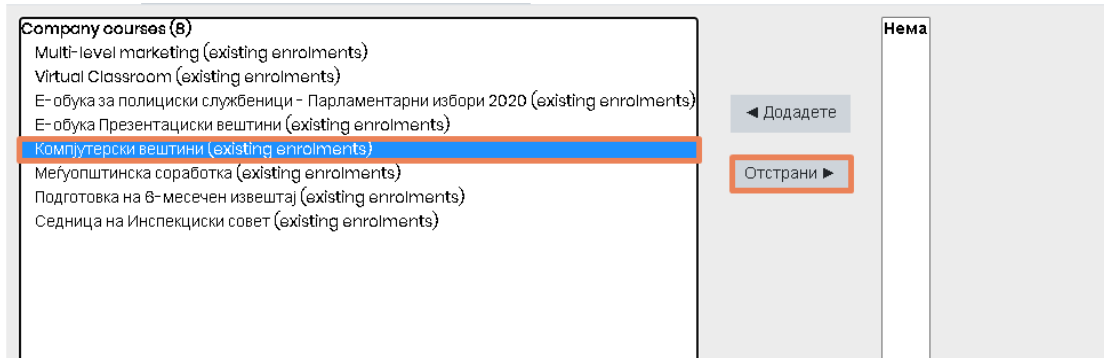 Company courses (8)
Multi-level marketing (existing enrolments)
Virtual Classroom (existing enrolments)
Е-обука за полициски службеници - Парламентарни избори 2020 (existing enrolments)
Е-обука Презентациски вештини (existing enrolments)
Компјутерски вештини (existing enrolments)
Меѓуопштинска соработка (existing enrolments)
Подготовка на 6-месечен извештај (existing enrolments)
Седница на Инспекциски совет (existing enrolments)
◄ Додадете
Отстрани ►
Нема